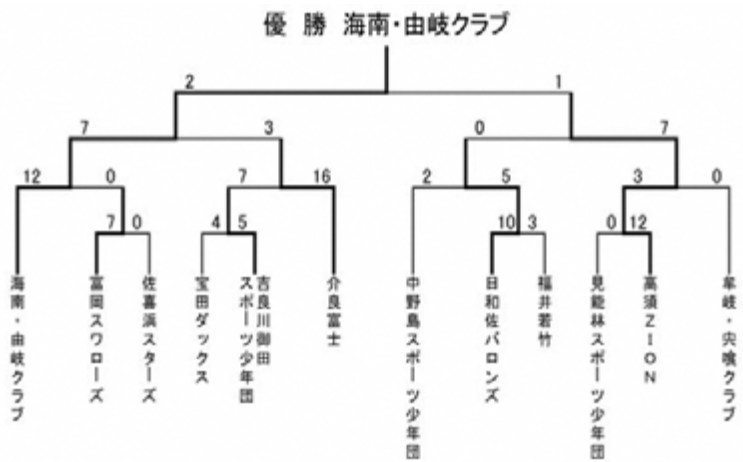 優 勝 海南・由岐クラブ
2 1
7 3 0 7
12 0 7 16 2 5 3 0
7 0 4 5 10 3 0 12
海南・由岐クラブ
富岡スワローズ
佐喜浜スターズ
宝田ダックス
吉良川御田
スポーツ少年団
介良富士
中野島スポーツ少年団
日和佐バロンズ
福井若竹
見能林スポーツ少年団
高須ZION
牟岐・宍喰クラブ